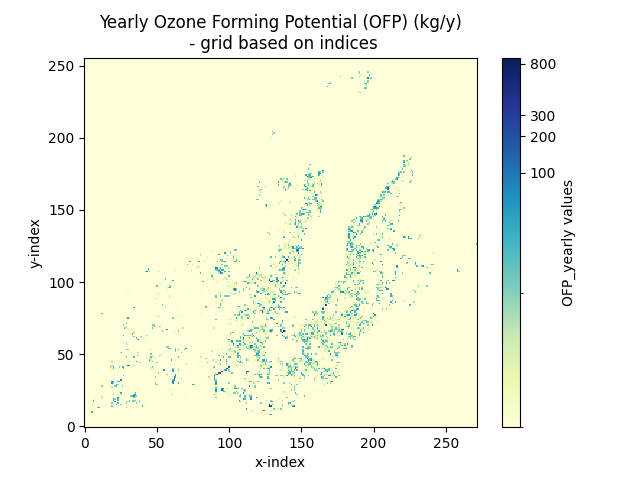 Yearly Ozone Forming Potential (OFP) (kg/y)
- grid based on indices
250
200
150
100
50
0
y-index
0 50 100 150 200 250
x-index
800
300
200
100
OFP_yearly values